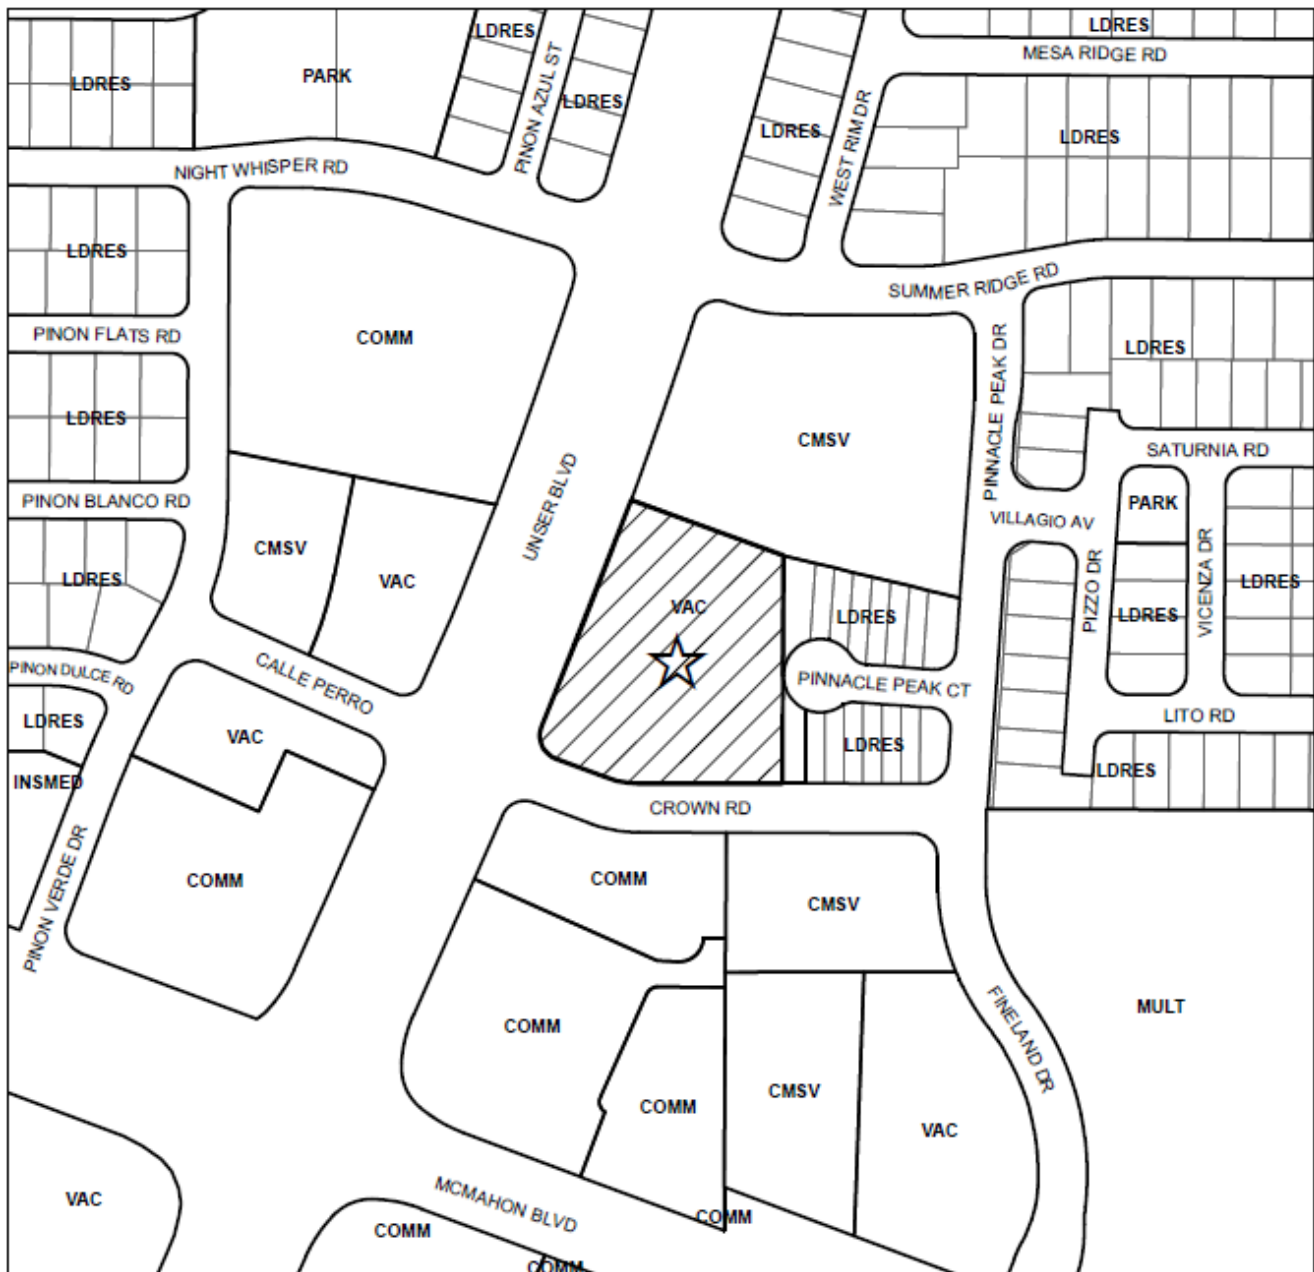 LDRES
LDRES
MESA RIDGE RD
PARK
LDRES
PINON AZUL ST
LDRES
LDRES
WEST RIM DR
LDRES
NIGHT WHISPER RD
LDRES
SUMMER RIDGE RD
PINON FLATS RD
COMM
LDRES
PINNACLE PEAK DR
LDRES
CMSV
SATURNIA RD
UNSER BLVD
PINON BLANCO RD
PARK
VILLAGIO AV
CMSV
VAC
LDRES
VAC
LDRES
PIZZO DR
LDRES
VICENZA DR
LDRES
CALLE PERRO
PINON DULCE RD
PINNACLE PEAK CT
LDRES
VAC
LITO RD
LDRES
INSMED
LDRES
CROWN RD
PINON VERDE DR
COMM
COMM
CMSV
COMM
FINELAND DR
MULT
CMSV
COMM
VAC
VAC
MCMAHON BLVD
COMM
COMM
COMM